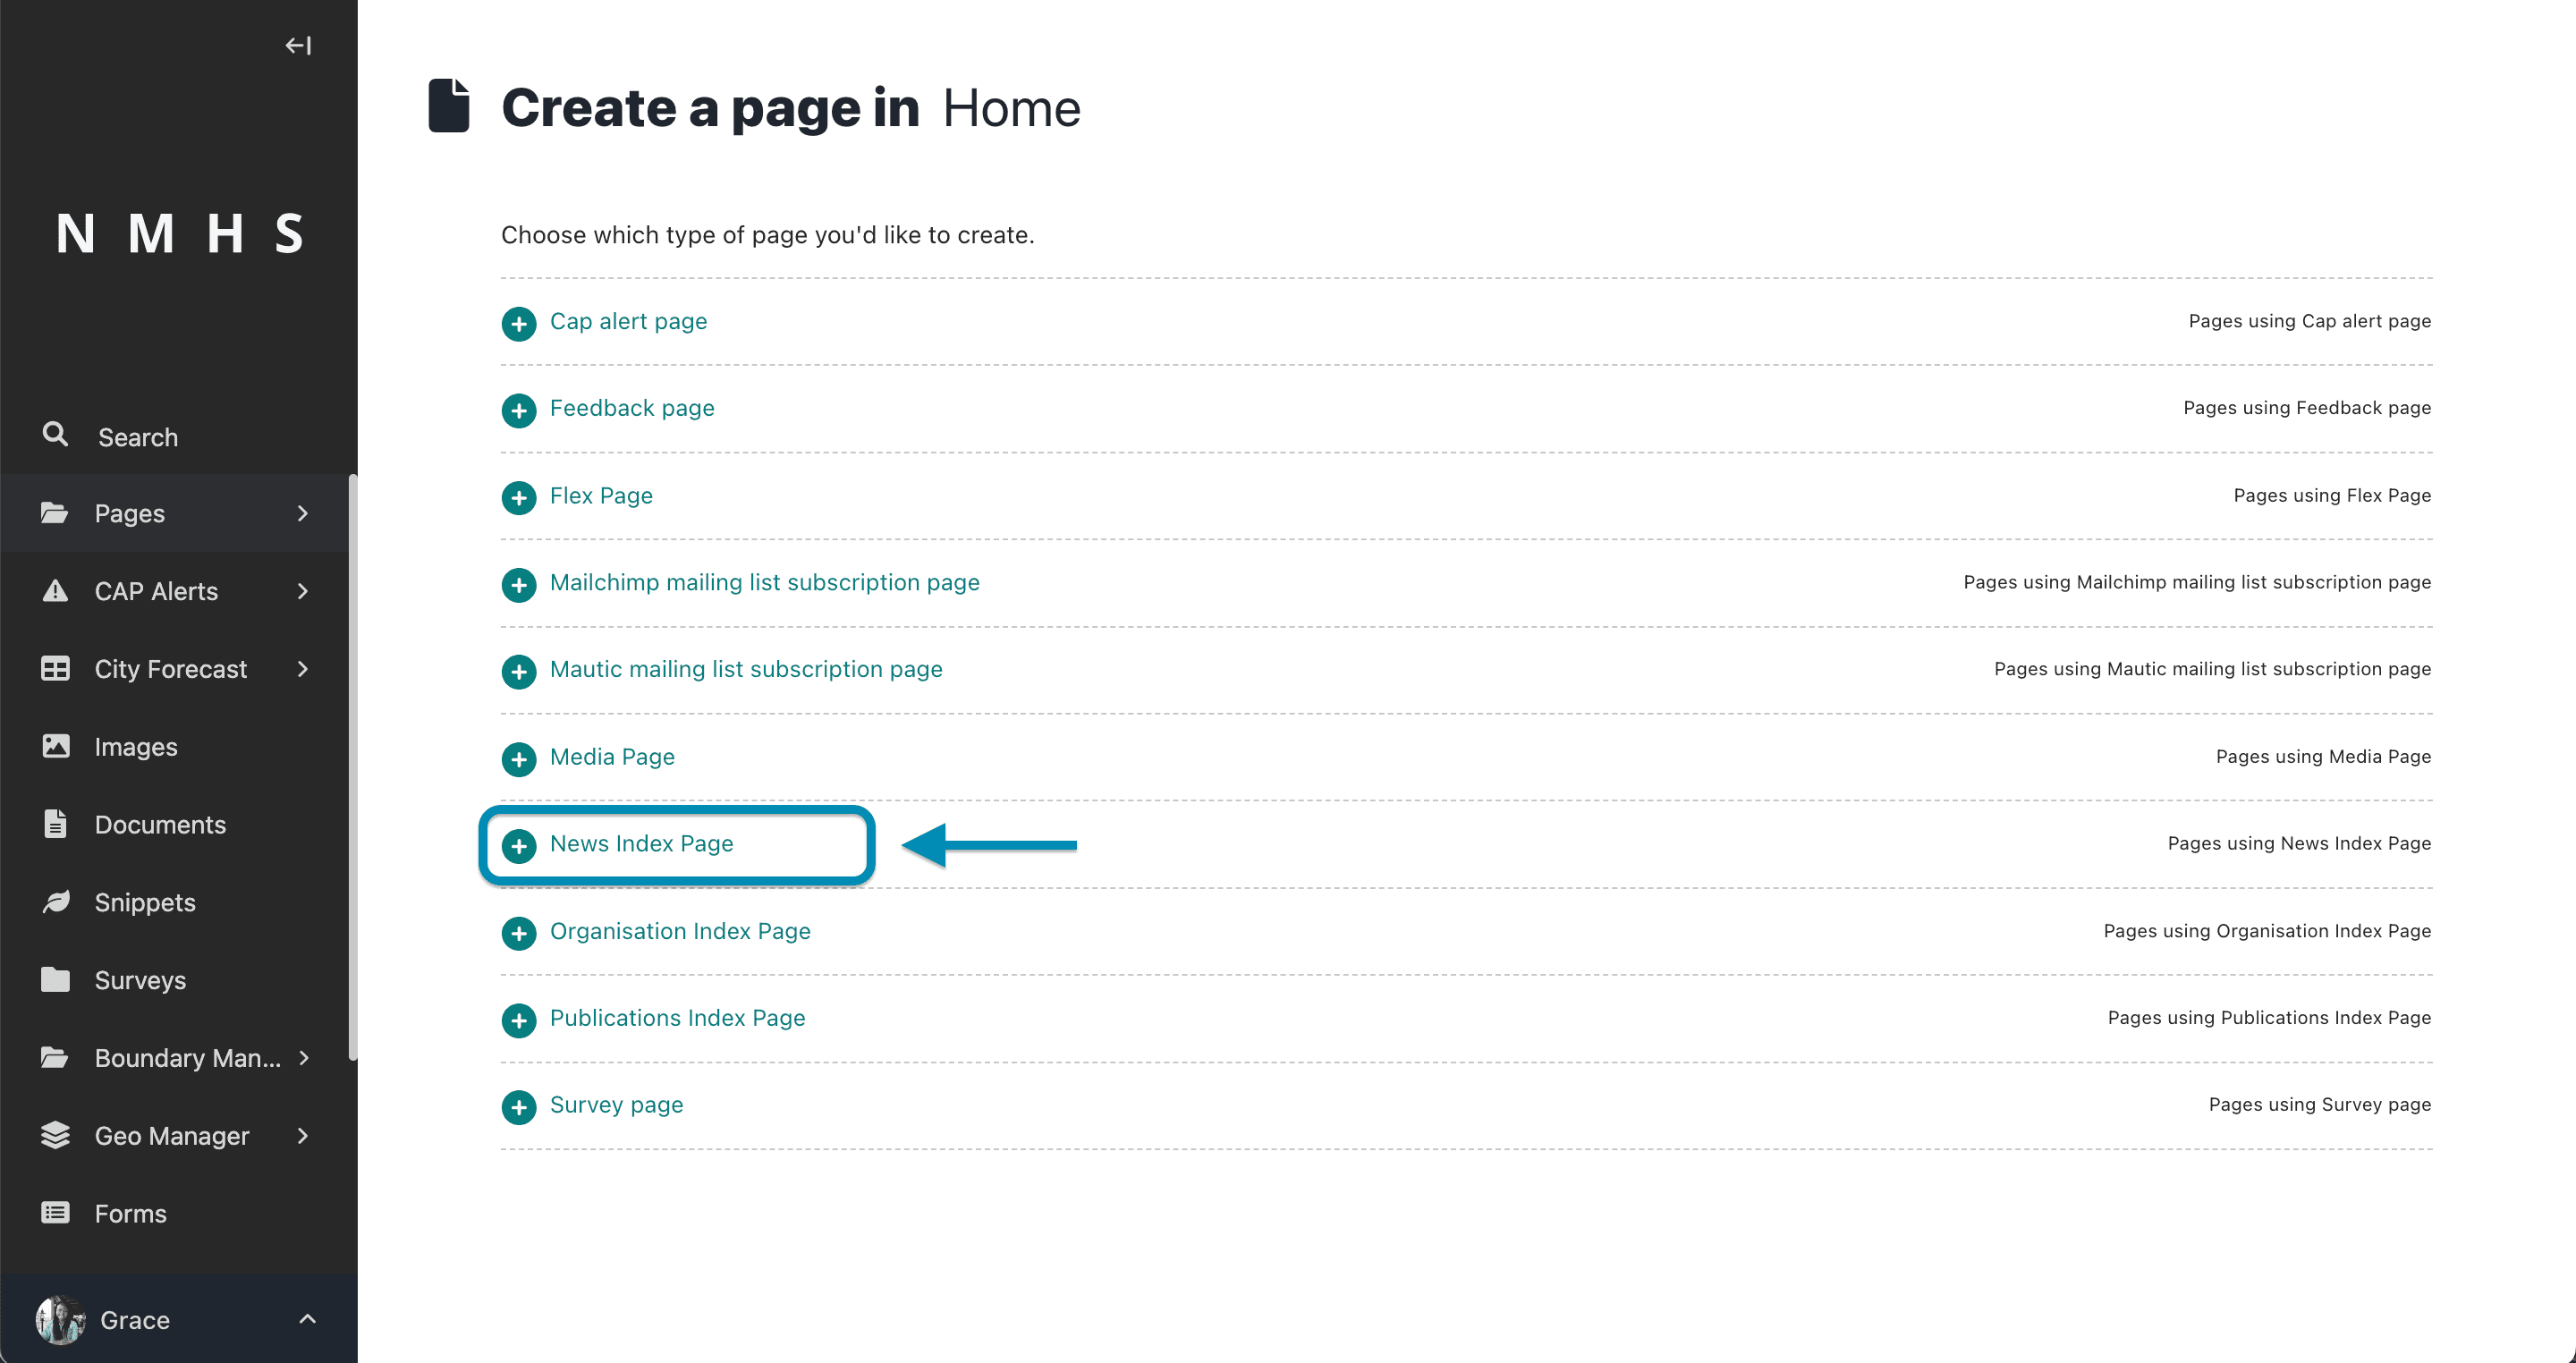 N M H S
Search
Pages
CAP Alerts
City Forecast
Images
Documents
Snippets
Surveys
Boundary Man...
Geo Manager
Forms
Grace
Create a page in Home
Choose which type of page you'd like to create.
Cap alert page Pages using Cap alert page
Feedback page Pages using Feedback page
Flex Page Pages using Flex Page
Mailchimp mailing list subscription page Pages using Mailchimp mailing list subscription page
Mautic mailing list subscription page Pages using Mautic mailing list subscription page
Media Page Pages using Media Page
News Index Page Pages using News Index Page
Organisation Index Page Pages using Organisation Index Page
Publications Index Page Pages using Publications Index Page
Survey page Pages using Survey page